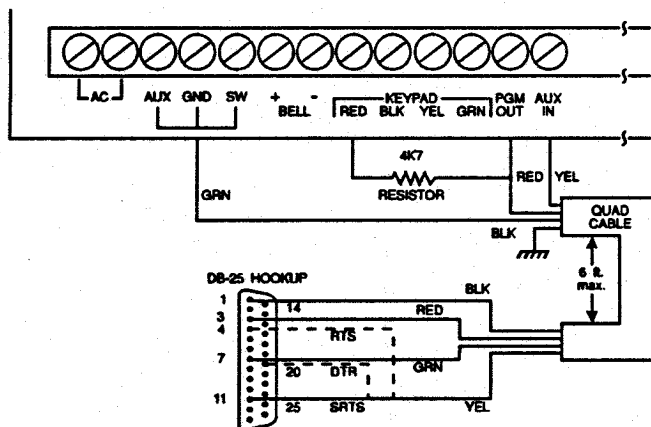 AC AUX GND SW + - KEYPAD PGM AUX
BELL RED BLK YEL GRN OUT IN
4K7
RED YEL
RESISTOR
GRN
QUAD
CABLE
BLK
6 ft.
max.
DB-25 HOOKUP
BLK
1 14
3 RED
4 RTS
7 GRN
20 DTR
11
25 SRTS YEL